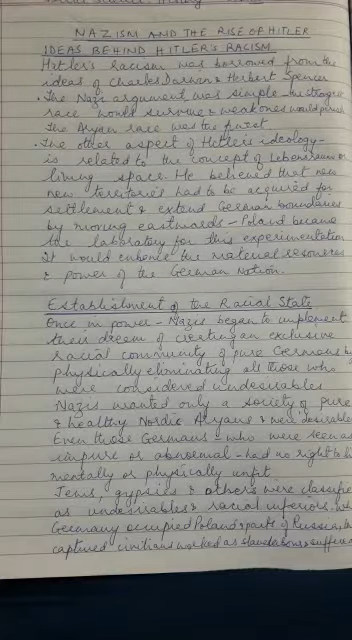 NAZISM AND THE RISE OF HITLER
IDEAS BEHIND HITLER'S RACISM
Hitler's racism was borrowed from the
ideas of Charles Darwan & Herbert Spencer
• The Nazi argument was simple - the strongest
race would survive & weak ones would perish
The Aryan race was the finest
• The other aspect of Hitler's ideology -
is related to the concept of Lebensraum or
living space. He believed that new
new territories had to be acquired for
settlement & extend German boundaries
by moving eastwards - Poland became
the laboratory for this experimentation
It would enhance the material resources
& power of the German Nation.
Establishment of the Racial State
Once in power - Nazis began to implement
their dream of creating an exclusive
racial community of pure Germans by
physically eliminating all those who
were considered undesirables
Nazis wanted only a society of pure
& healthy Nordic Aryans & were desirable
Even those Germans - who were seen as
impure or abnormal - had no right to
mentally or physically unfit
Jews, gypsies & others were classified
as undesirables & racial inferiors.
Germany occupied Poland & parts of Russia,
captured civilians worked as slave labour & suffered